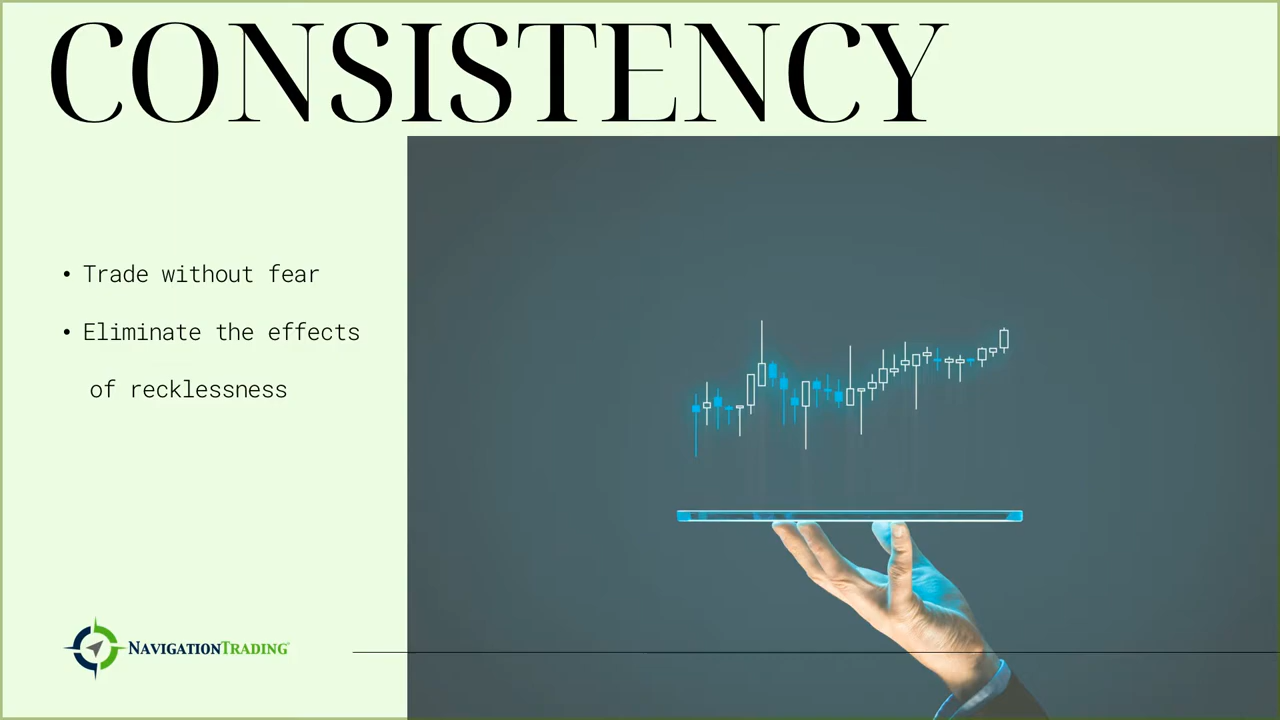 CONSISTENCY
• Trade without fear
• Eliminate the effects
of recklessness
NAVIGATIONTRADING